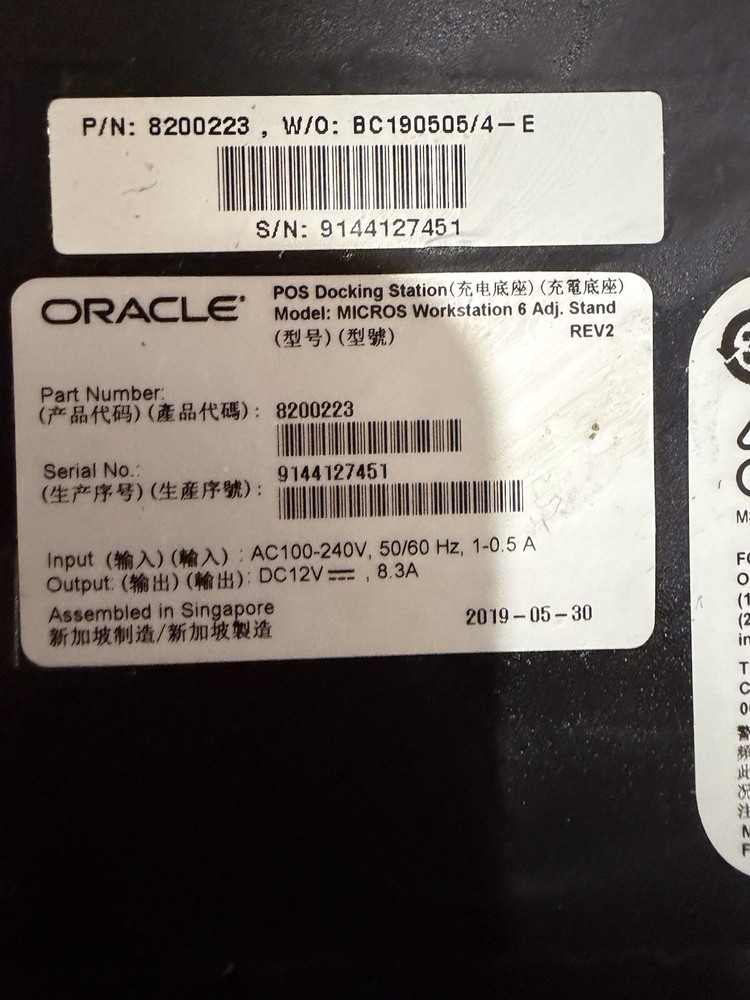 P/N: 8200223 , W/O: BC190505/4-E
S/N: 9144127451
ORACLE
POS Docking Station(充电底座) (充電底座)
Model: MICROS Workstation 6 Adj. Stand
(型号) (型號)
REV2
Part Number:
(产品代码) (產品代碼) : 8200223
Serial No.:
(生产序号) (生産序號) : 9144127451
Input (输入) (輸入) : AC100-240V, 50/60 Hz, 1-0.5 A
Output: (输出) (輸出): DC12V⎓ , 8.3A
Assembled in Singapore
新加坡制造/新加坡製造
2019-05-30